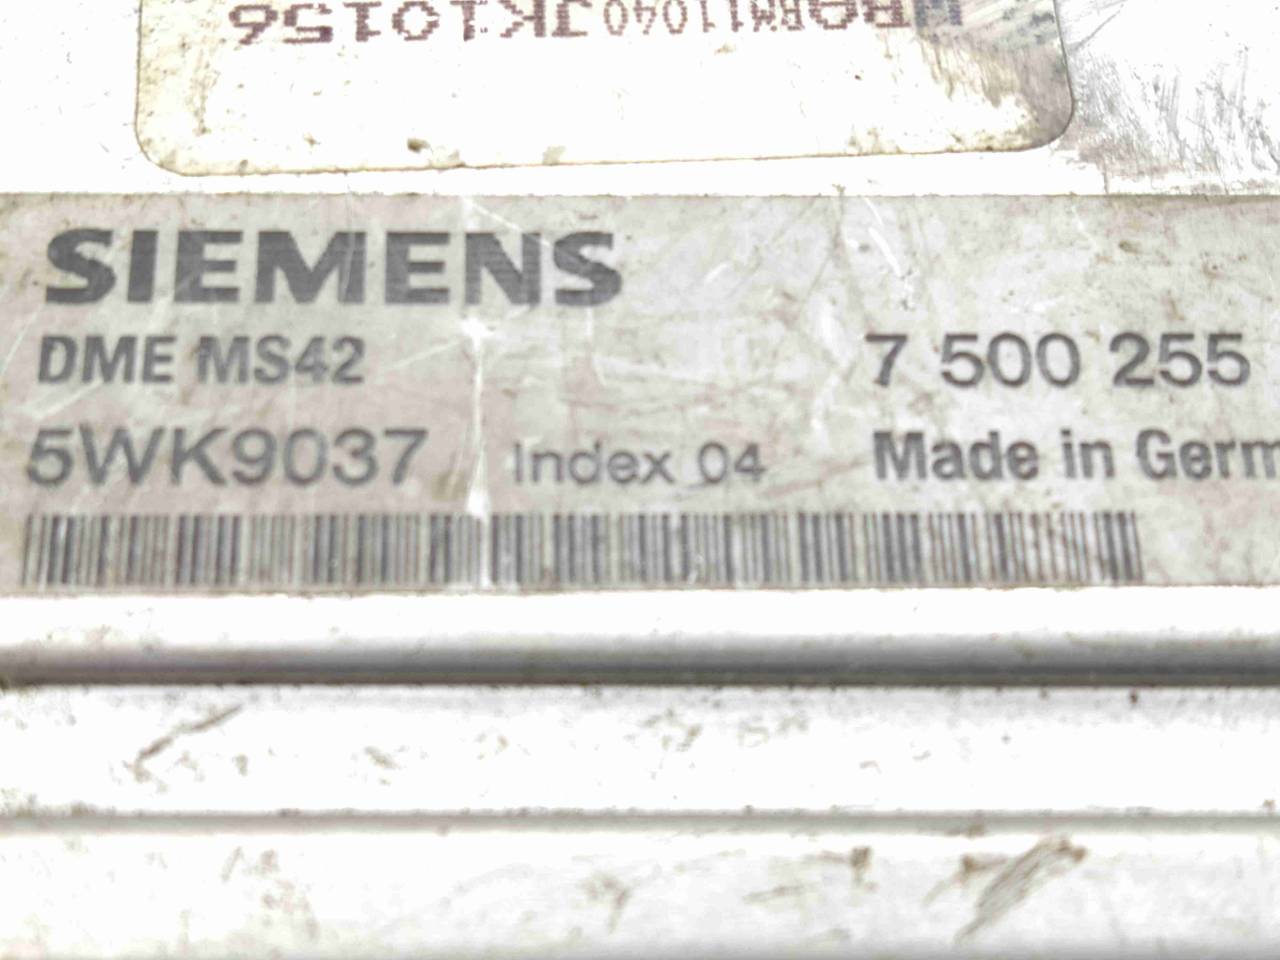 SIEMENS
DME MS42
7 500 255
5WK9037 Index 04 Made in Germ